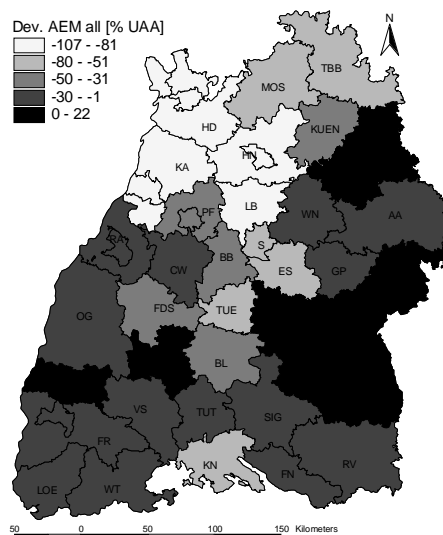 Dev. AEM all [% UAA]
-107 - -81
-80 - -51
-50 - -31
-30 - -1
0 - 22
N
TBB
MOS
HD
KUEN
HN
KA
LB
PF
WN
AA
RA
S
CW
BB
ES
GP
OG
FDS
TUE
BL
VS
TUT
SIG
FR
KN
FN
RV
LOE
WT
50 0 50 100 150 Kilometers